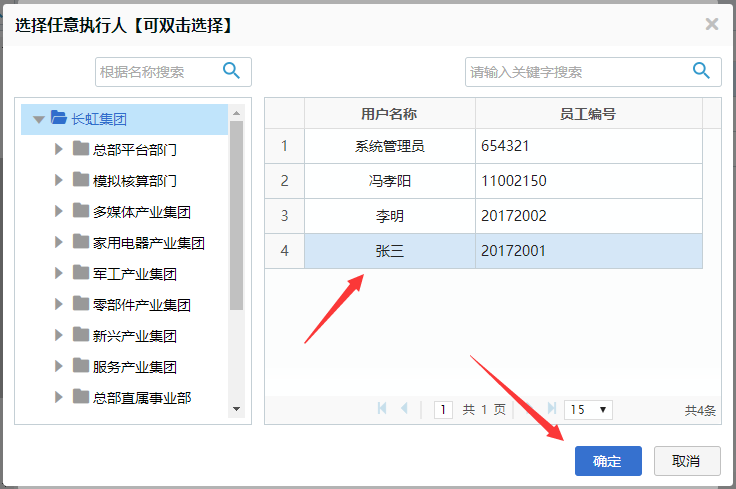 选择任意执行人【可双击选择】
根据名称搜索
请输入关键字搜索
长虹集团
总部平台部门
模拟核算部门
多媒体产业集团
家用电器产业集团
军工产业集团
零部件产业集团
新兴产业集团
服务产业集团
总部直属事业部
用户名称 员工编号
1 系统管理员 654321
2 冯孝阳 11002150
3 李明 20172002
4 张三 20172001
1 共 1 页 15 共4条
确定 取消